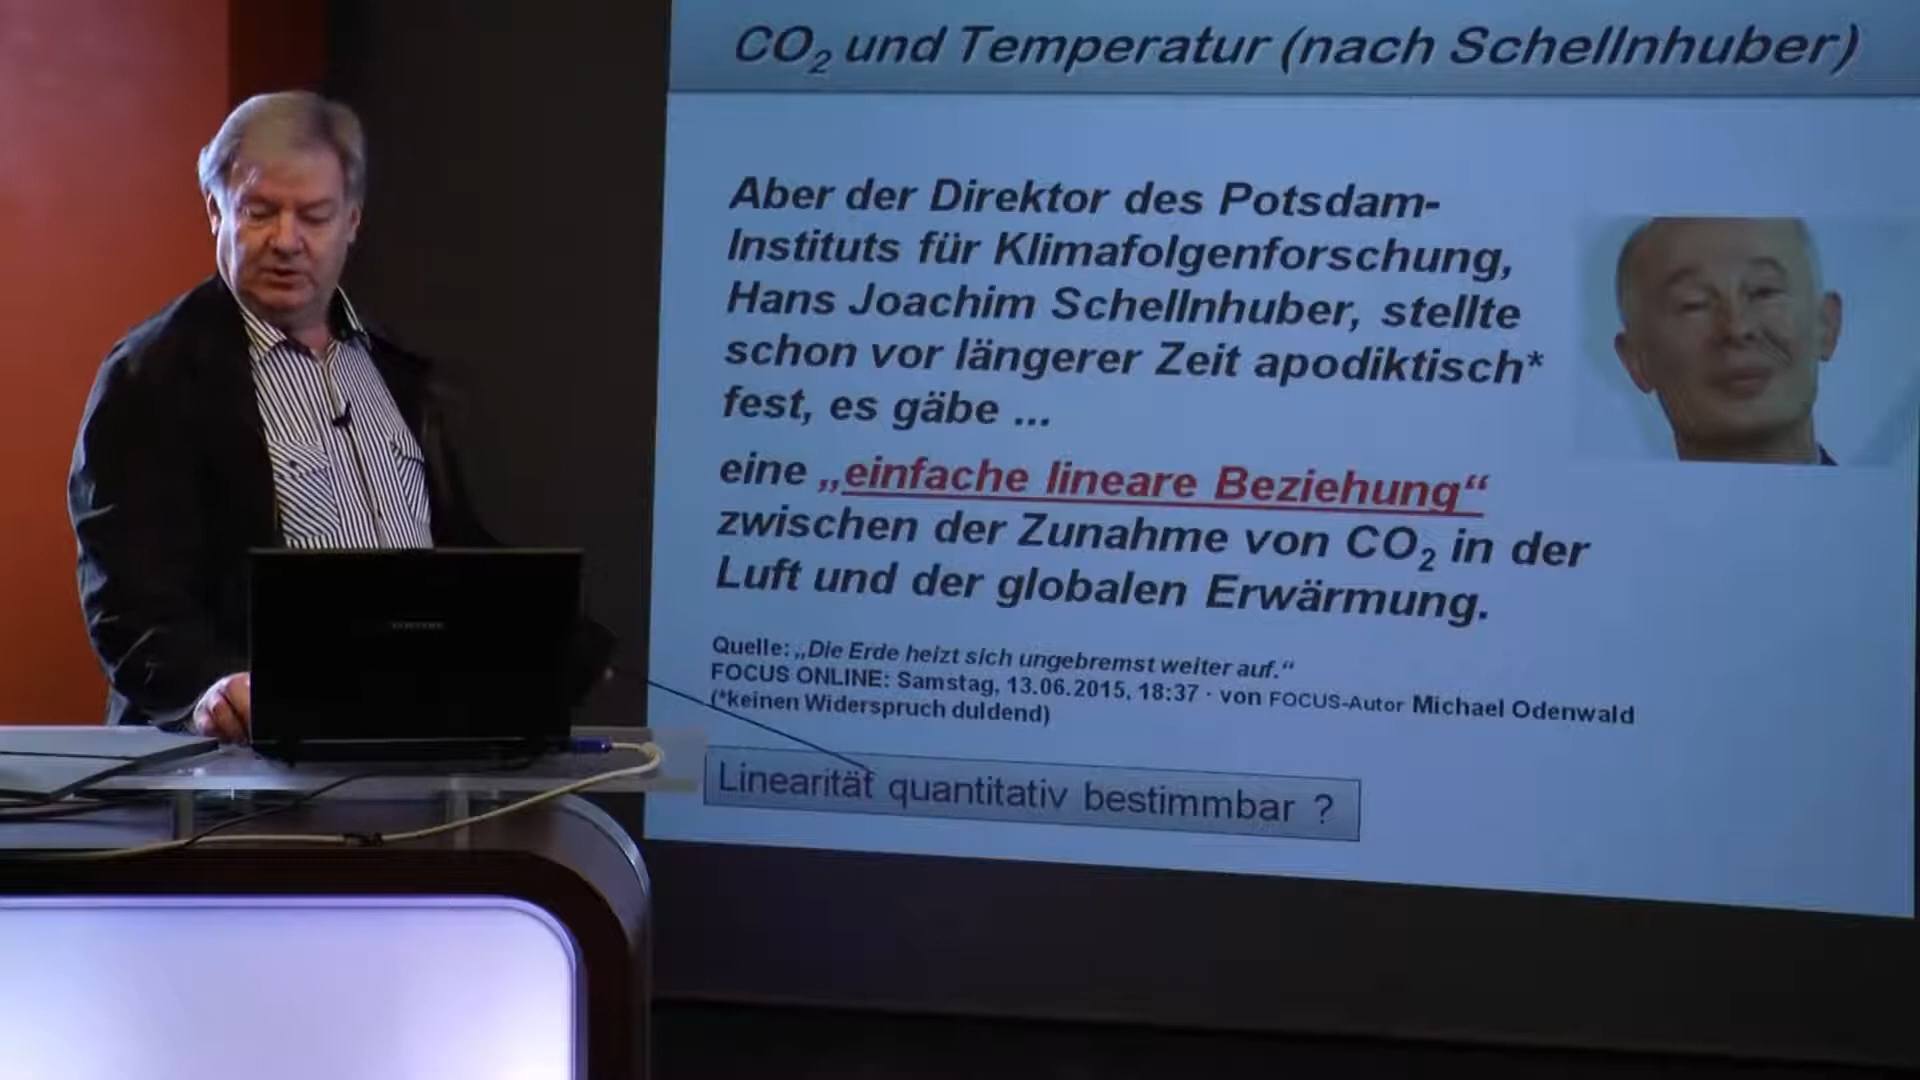 CO₂ und Temperatur (nach Schellnhuber)
Aber der Direktor des Potsdam-
Instituts für Klimafolgenforschung,
Hans Joachim Schellnhuber, stellte
schon vor längerer Zeit apodiktisch*
fest, es gäbe ...
eine „einfache lineare Beziehung“
zwischen der Zunahme von CO₂ in der
Luft und der globalen Erwärmung.
Quelle: „Die Erde heizt sich ungebremst weiter auf.“
FOCUS ONLINE: Samstag, 13.06.2015, 18:37 · von FOCUS-Autor Michael Odenwald
(*keinen Widerspruch duldend)
Linearität quantitativ bestimmbar ?